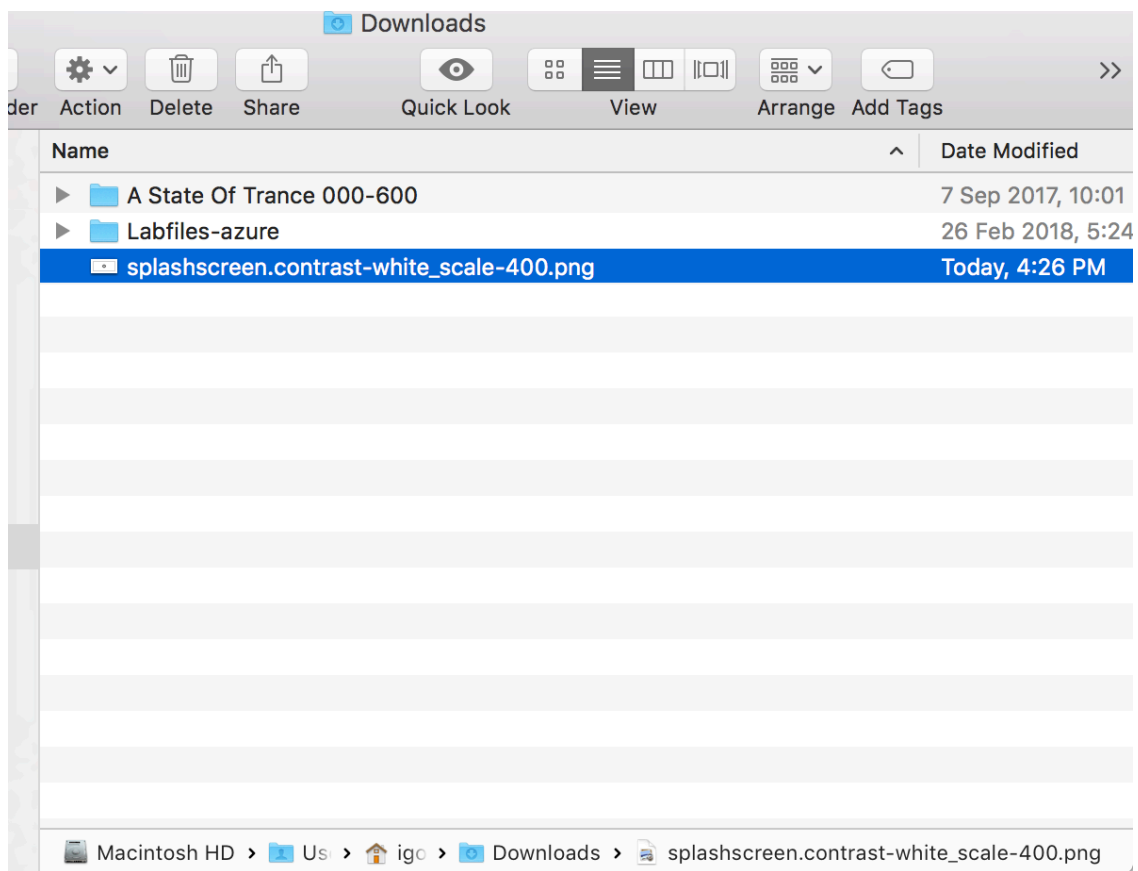 Downloads
der Action Delete Share Quick Look View Arrange Add Tags
Name Date Modified
A State Of Trance 000-600 7 Sep 2017, 10:01
Labfiles-azure 26 Feb 2018, 5:24
splashscreen.contrast-white_scale-400.png Today, 4:26 PM
Macintosh HD › Us › igo › Downloads › splashscreen.contrast-white_scale-400.png